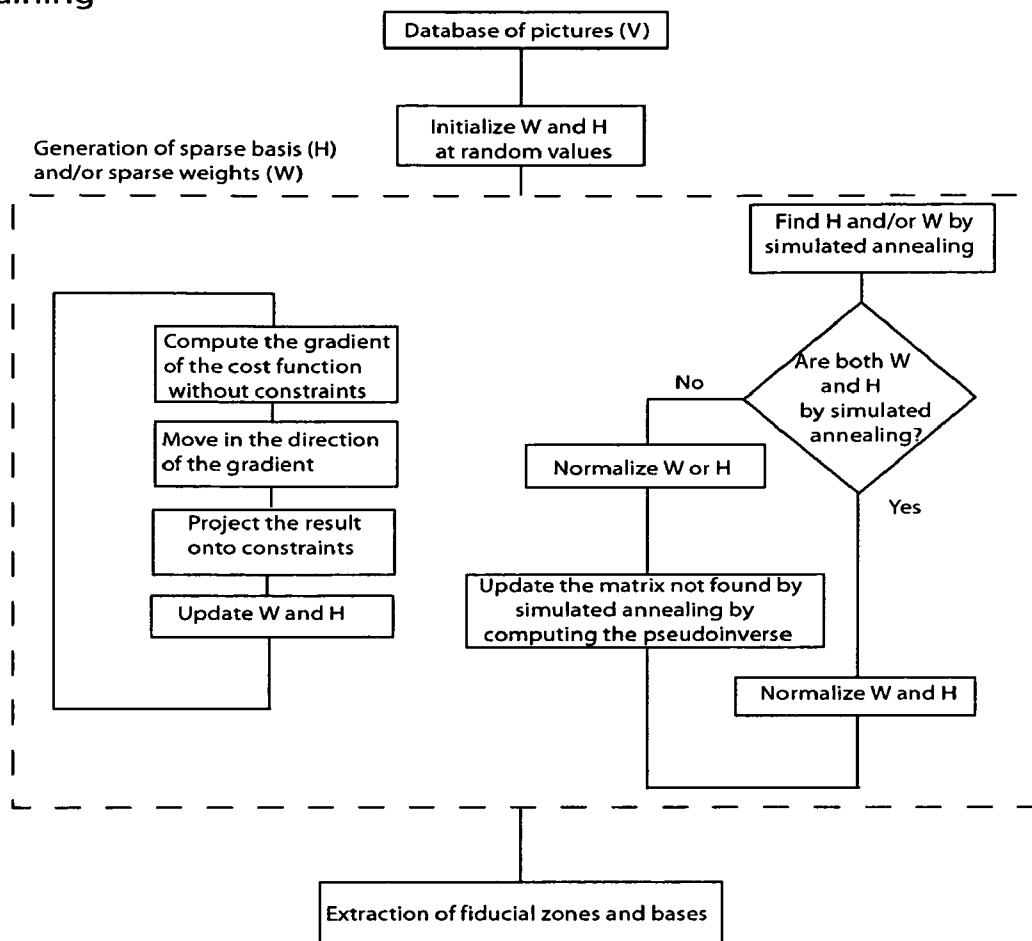 Database of pictures (V)
Initialize W and H
at random values
Generation of sparse basis (H)
and/or sparse weights (W)
Find H and/or W by
simulated annealing
Compute the gradient
of the cost function
without constraints
Move in the direction
of the gradient
Project the result
onto constraints
Update W and H
Are both W
and H
by simulated
annealing?
No
Normalize W or H
Yes
Update the matrix not found by
simulated annealing by
computing the pseudoinverse
Normalize W and H
Extraction of fiducial zones and bases